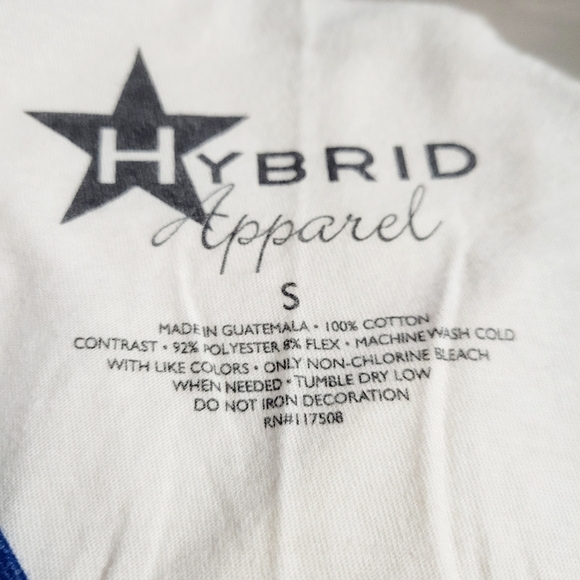 HYBRID
Apparel
S
MADE IN GUATEMALA • 100% COTTON
CONTRAST • 92% POLYESTER 8% FLEX • MACHINE WASH COLD
WITH LIKE COLORS • ONLY NON-CHLORINE BLEACH
WHEN NEEDED • TUMBLE DRY LOW
DO NOT IRON DECORATION
RN#117508